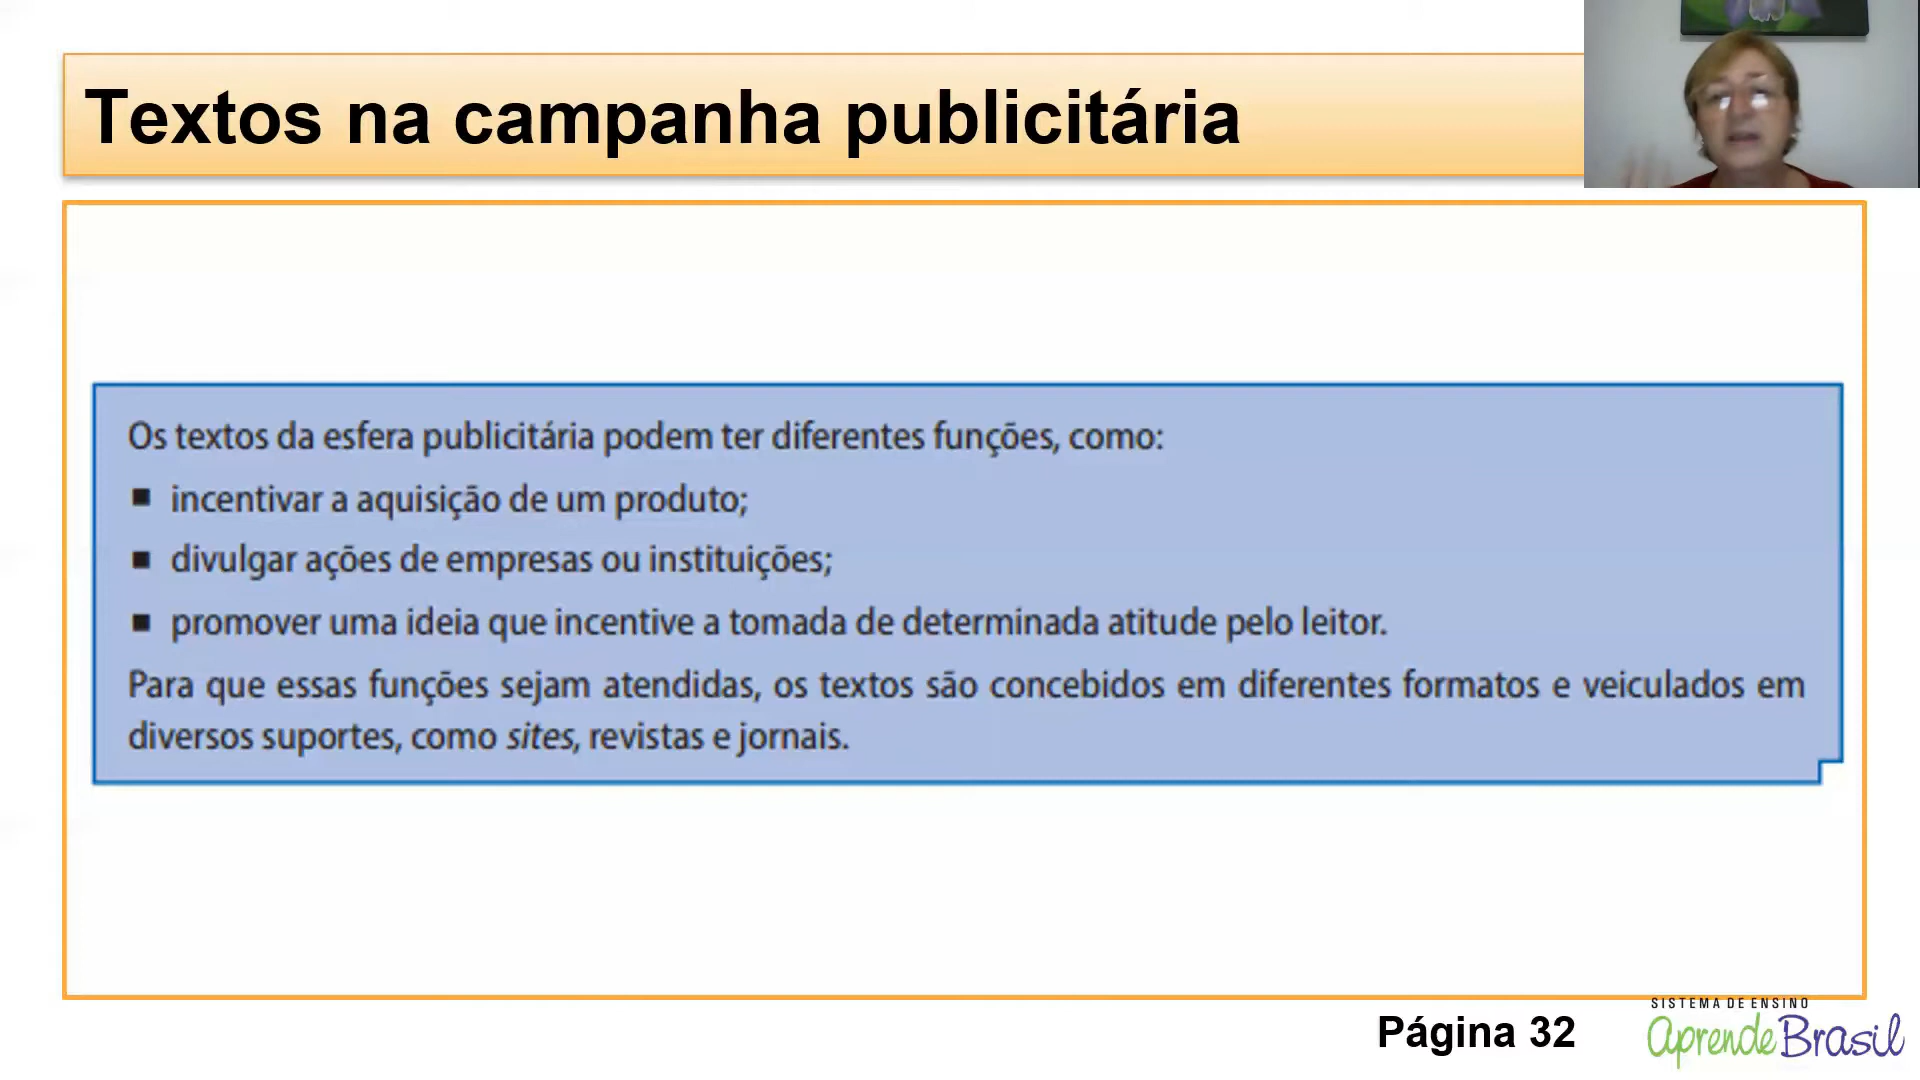 Textos na campanha publicitária
Os textos da esfera publicitária podem ter diferentes funções, como:
■ incentivar a aquisição de um produto;
■ divulgar ações de empresas ou instituições;
■ promover uma ideia que incentive a tomada de determinada atitude pelo leitor.
Para que essas funções sejam atendidas, os textos são concebidos em diferentes formatos e veiculados em
diversos suportes, como sites, revistas e jornais.
Página 32
SISTEMA DE ENSINO
aprendeBrasil